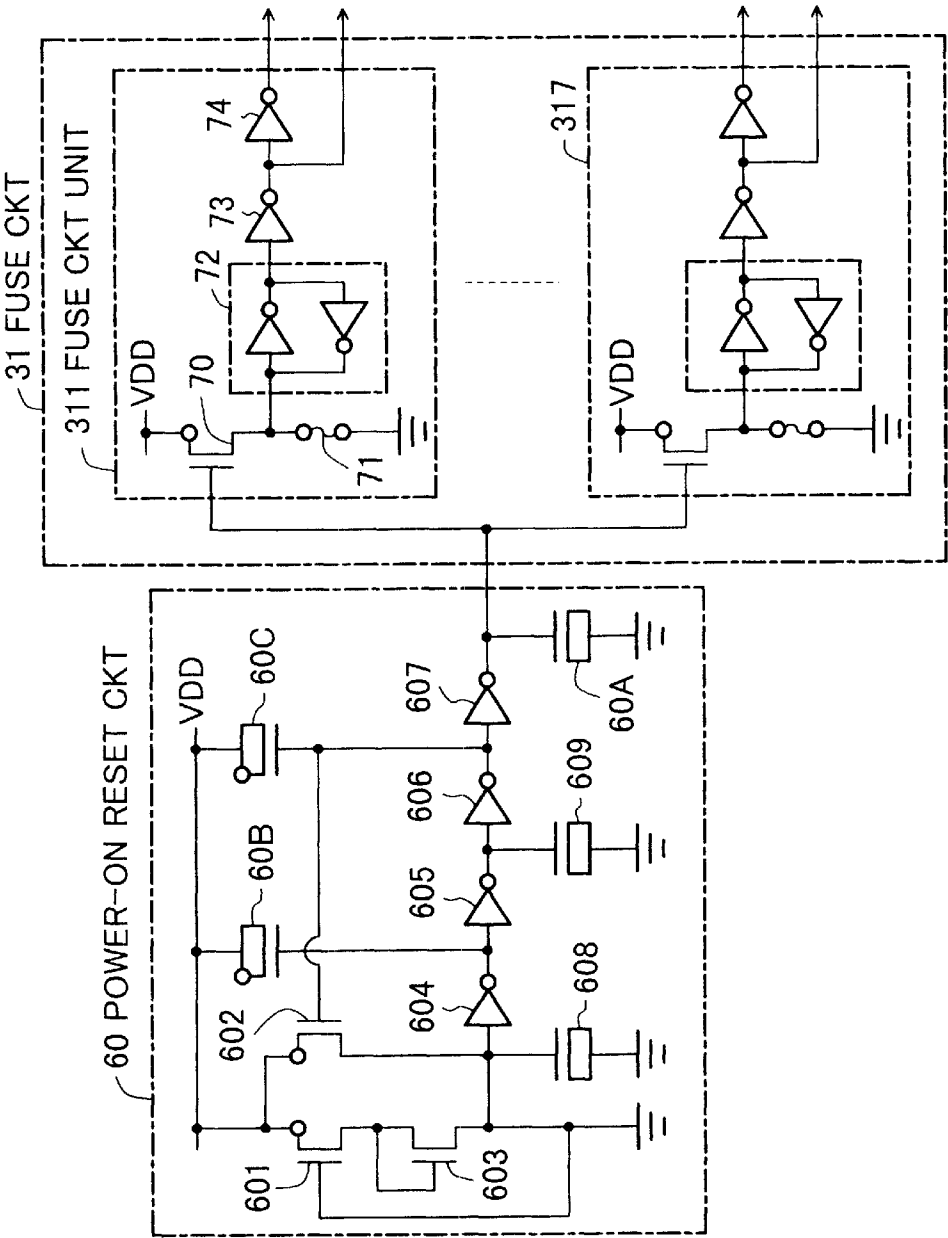 31 FUSE CKT
311 FUSE CKT UNIT
VDD
70
71
72
73
74
317
VDD
60 POWER-ON RESET CKT
VDD
60B
60C
601
602
603
604
605
606
607
608
609
60A